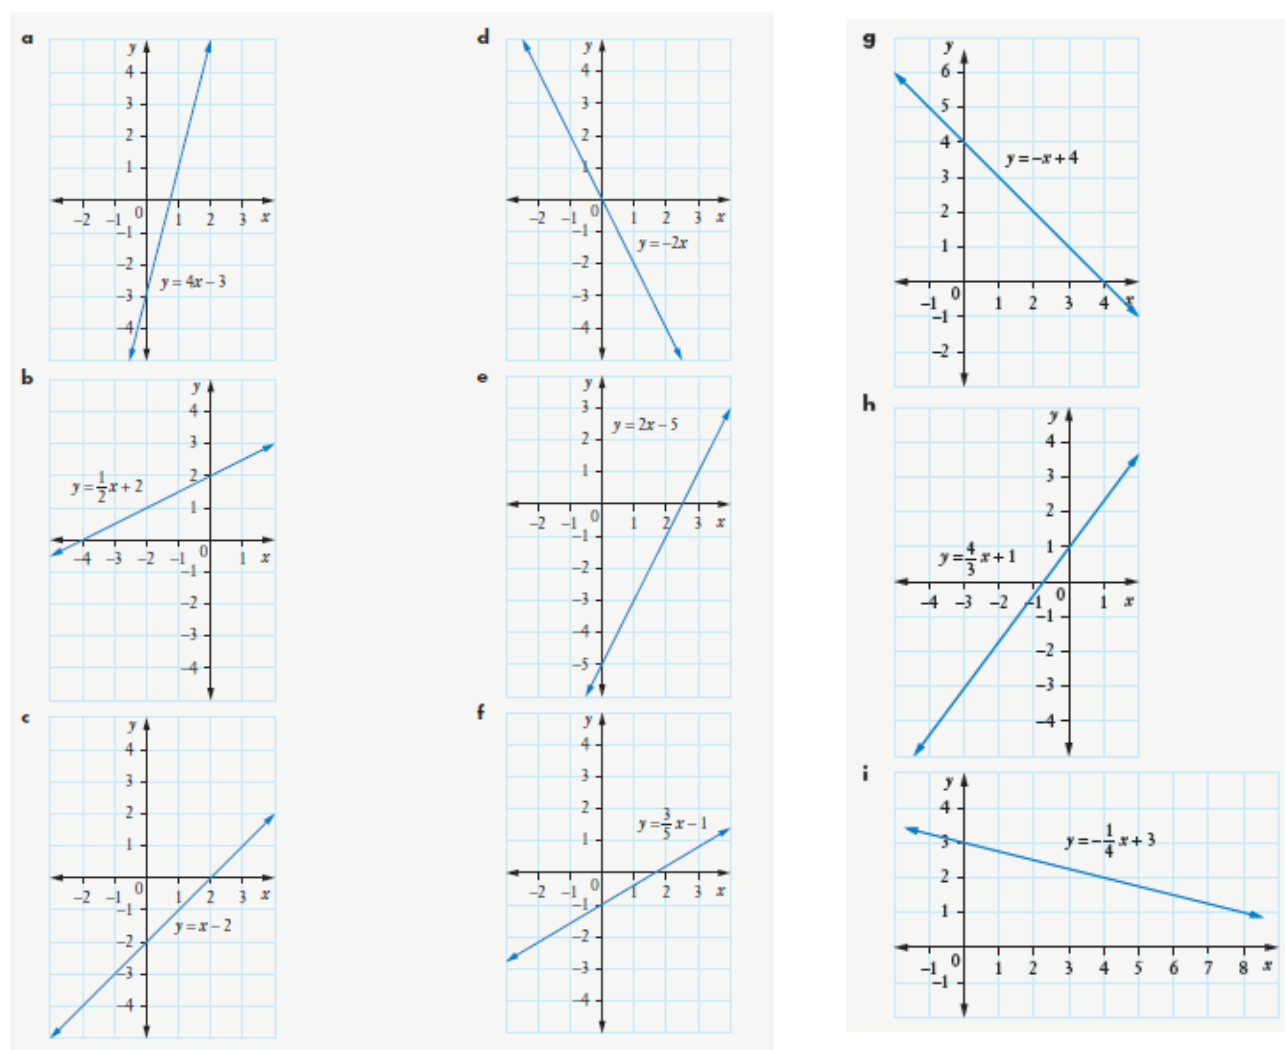 a
y
4
3
2
1
-2 -1 0 1 2 3 x
-1
-2
y = 4x - 3
-3
-4
b
y
4
3
2
y = 1/2 x + 2
1
-4 -3 -2 -1 0 1 x
-1
-2
-3
-4
c
y
4
3
2
1
-2 -1 0 1 2 3 x
-1
y = x - 2
-2
-3
-4
d
y
4
3
2
1
-2 -1 0 1 2 3 x
-1
y = -2x
-2
-3
-4
e
y
3
y = 2x - 5
2
1
-2 -1 0 1 2 3 x
-1
-2
-3
-4
-5
f
y
4
3
2
y = 3/5 x - 1
1
-2 -1 0 1 2 3 x
-1
-2
-3
-4
g
y
6
5
4
y = -x + 4
3
2
1
-1 0 1 2 3 4 x
-1
-2
h
y
4
3
2
1
y = 4/3 x + 1
-4 -3 -2 -1 0 1 x
-1
-2
-3
-4
i
y
4
3
y = -1/4 x + 3
2
1
-1 0 1 2 3 4 5 6 7 8 x
-1